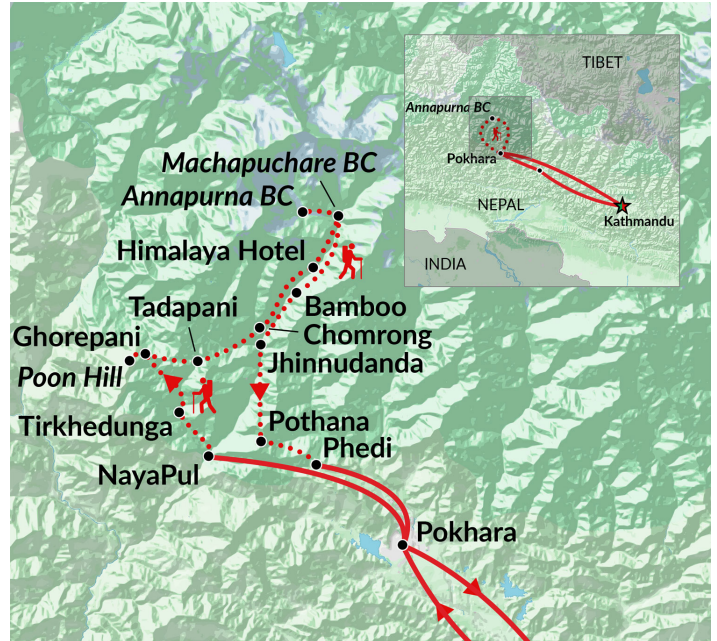 TIBET
Annapurna BC
Pokhara
NEPAL
Kathmandu
INDIA
Machapuchare BC
Annapurna BC
Himalaya Hotel
Tadapani
Bamboo
Ghorepani
Chomrong
Jhinnudanda
Poon Hill
Tirkhedunga
Pothana
Phedi
NayaPul
Pokhara